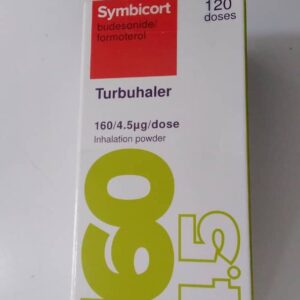 Symbicort
budesonide/
formoterol
120
doses
Turbuhaler
160/4.5µg/dose
Inhalation powder
160
4.5